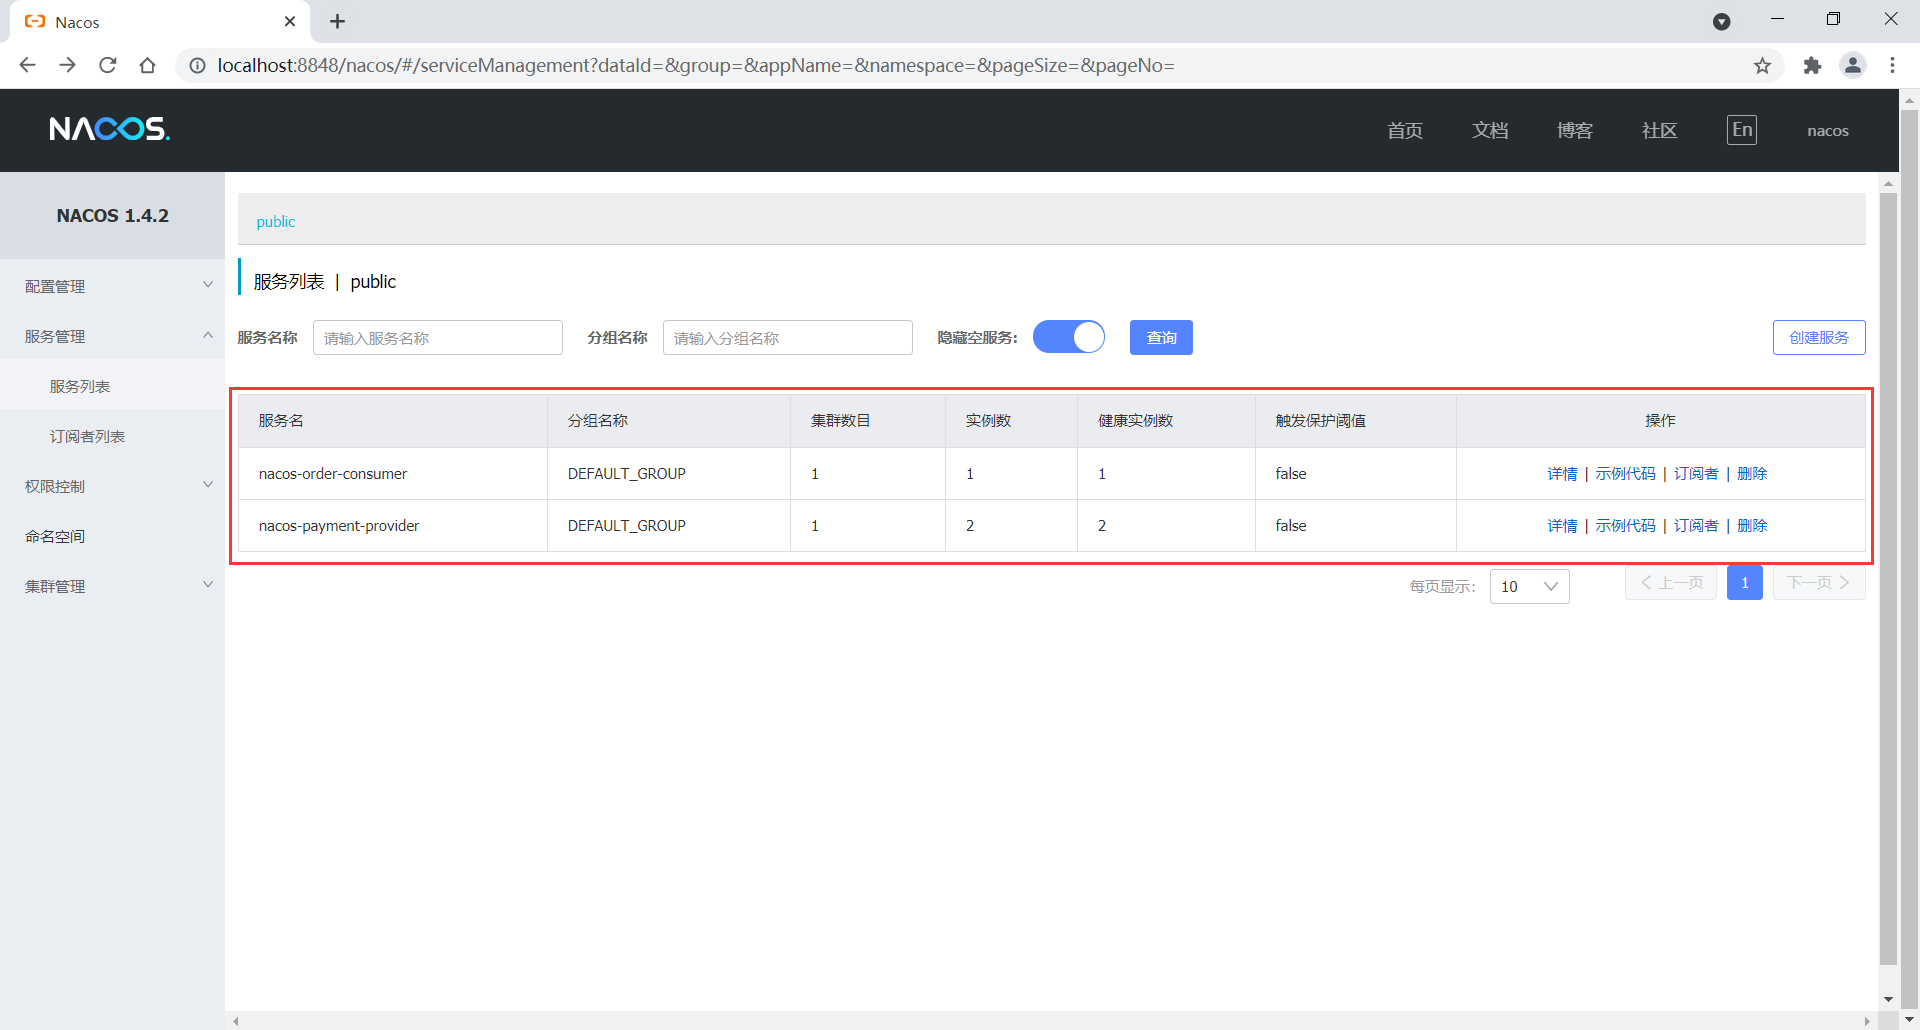 Nacos
localhost:8848/nacos/#/serviceManagement?dataId=&group=&appName=&namespace=&pageSize=&pageNo=
NACOS.
首页 文档 博客 社区 En nacos
NACOS 1.4.2
配置管理
服务管理
服务列表
订阅者列表
权限控制
命名空间
集群管理
public
服务列表 | public
服务名称 请输入服务名称 分组名称 请输入分组名称 隐藏空服务: 查询 创建服务
服务名 分组名称 集群数目 实例数 健康实例数 触发保护阈值 操作
nacos-order-consumer DEFAULT_GROUP 1 1 1 false 详情 | 示例代码 | 订阅者 | 删除
nacos-payment-provider DEFAULT_GROUP 1 2 2 false 详情 | 示例代码 | 订阅者 | 删除
每页显示: 10 上一页 1 下一页